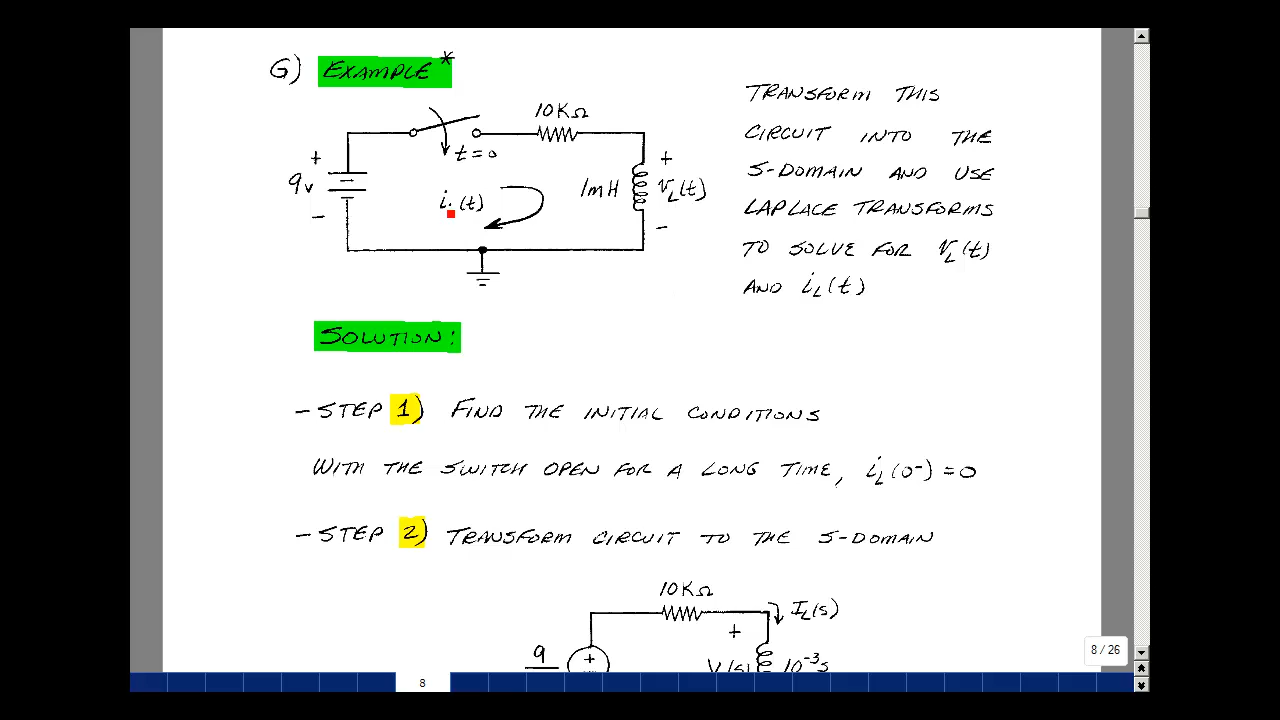 G) EXAMPLE*
10KΩ
t=0
+
9v
-
i.(t)
1mH
+
vL(t)
-
TRANSFORM THIS
CIRCUIT INTO THE
S-DOMAIN AND USE
LAPLACE TRANSFORMS
TO SOLVE FOR vL(t)
AND iL(t)
SOLUTION:
- STEP 1) FIND THE INITIAL CONDITIONS
WITH THE SWITCH OPEN FOR A LONG TIME, iL(0-) = 0
- STEP 2) TRANSFORM CIRCUIT TO THE S-DOMAIN
10KΩ
IL(s)
+
9
+
V(s)
10-3s
8 / 26
8